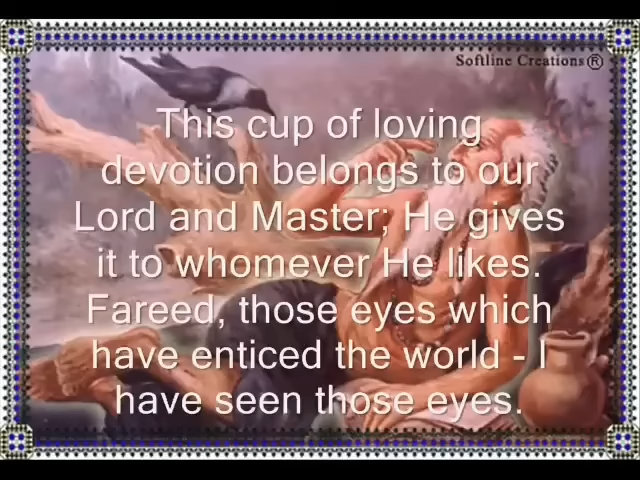 Softline Creations®
This cup of loving
devotion belongs to our
Lord and Master; He gives
it to whomever He likes.
Fareed, those eyes which
have enticed the world - I
have seen those eyes.